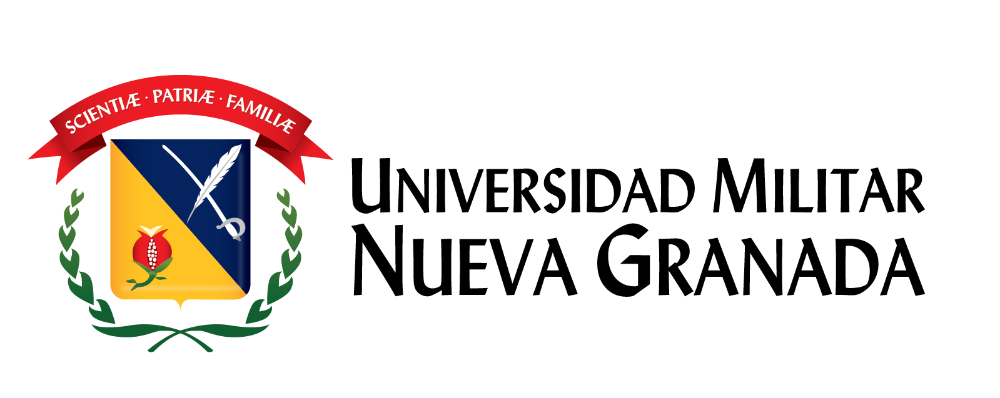 SCIENTIÆ · PATRIÆ · FAMILIÆ
UNIVERSIDAD MILITAR
NUEVA GRANADA